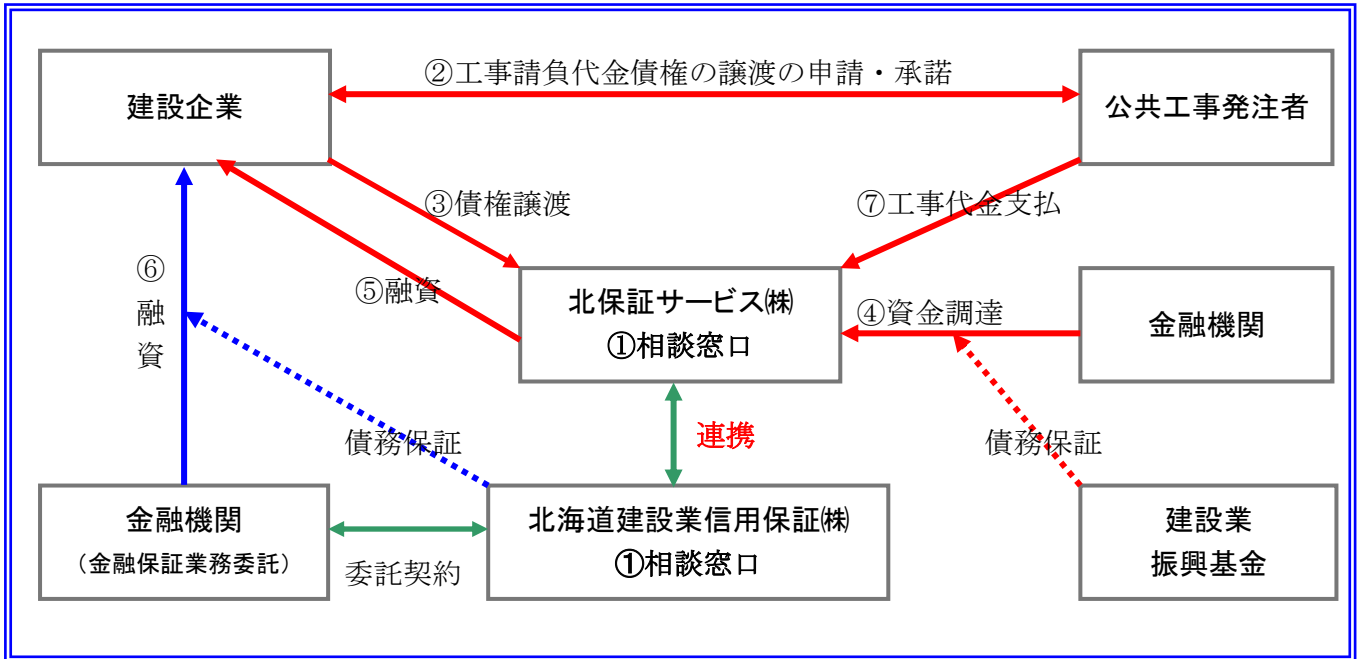 ②工事請負代金債権の譲渡の申請・承諾
建設企業
公共工事発注者
③債権譲渡
⑦工事代金支払
⑥
融
資
⑤融資
北保証サービス㈱
①相談窓口
④資金調達
金融機関
連携
債務保証
債務保証
金融機関
（金融保証業務委託）
委託契約
北海道建設業信用保証㈱
①相談窓口
建設業
振興基金